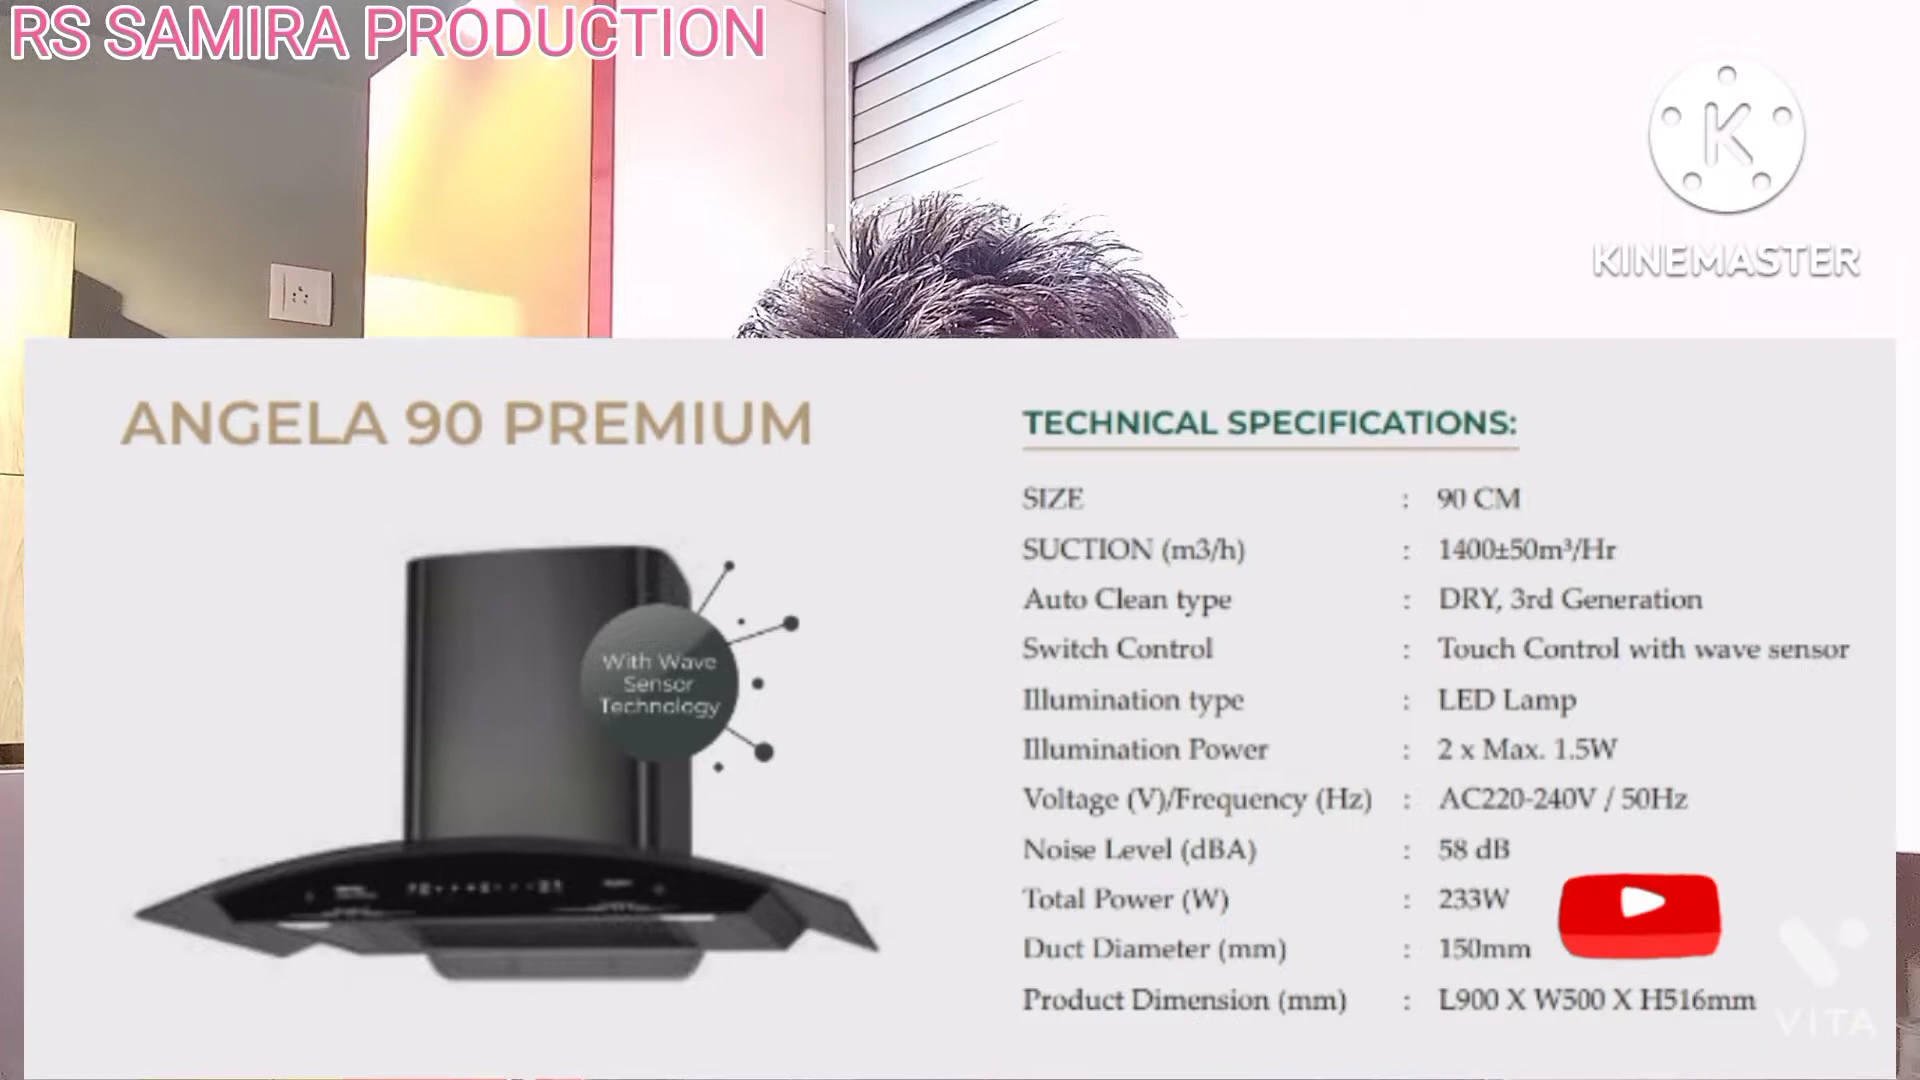 RS SAMIRA PRODUCTION
K
KINEMASTER
ANGELA 90 PREMIUM
With Wave
Sensor
Technology
TECHNICAL SPECIFICATIONS:
SIZE : 90 CM
SUCTION (m3/h) : 1400±50m³/Hr
Auto Clean type : DRY, 3rd Generation
Switch Control : Touch Control with wave sensor
Illumination type : LED Lamp
Illumination Power : 2 x Max. 1.5W
Voltage (V)/Frequency (Hz) : AC220-240V / 50Hz
Noise Level (dBA) : 58 dB
Total Power (W) : 233W
Duct Diameter (mm) : 150mm
Product Dimension (mm) : L900 X W500 X H516mm
VITA